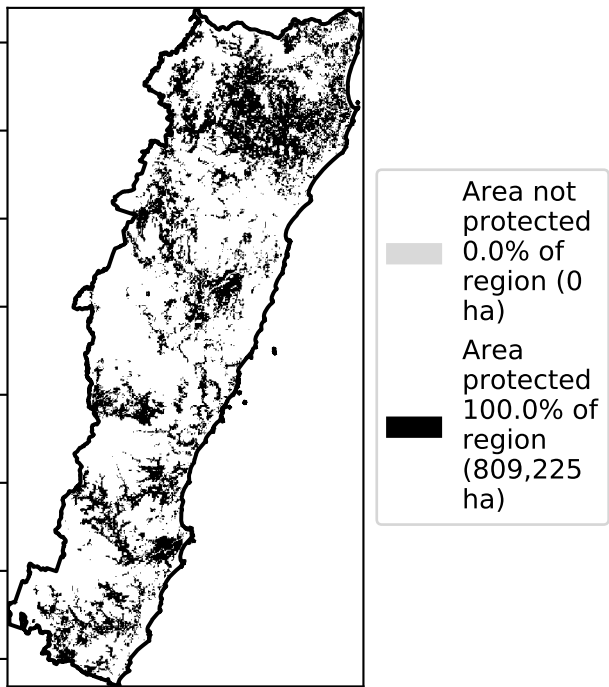 Area not
protected
0.0% of
region (0
ha)
Area
protected
100.0% of
region
(809,225
ha)